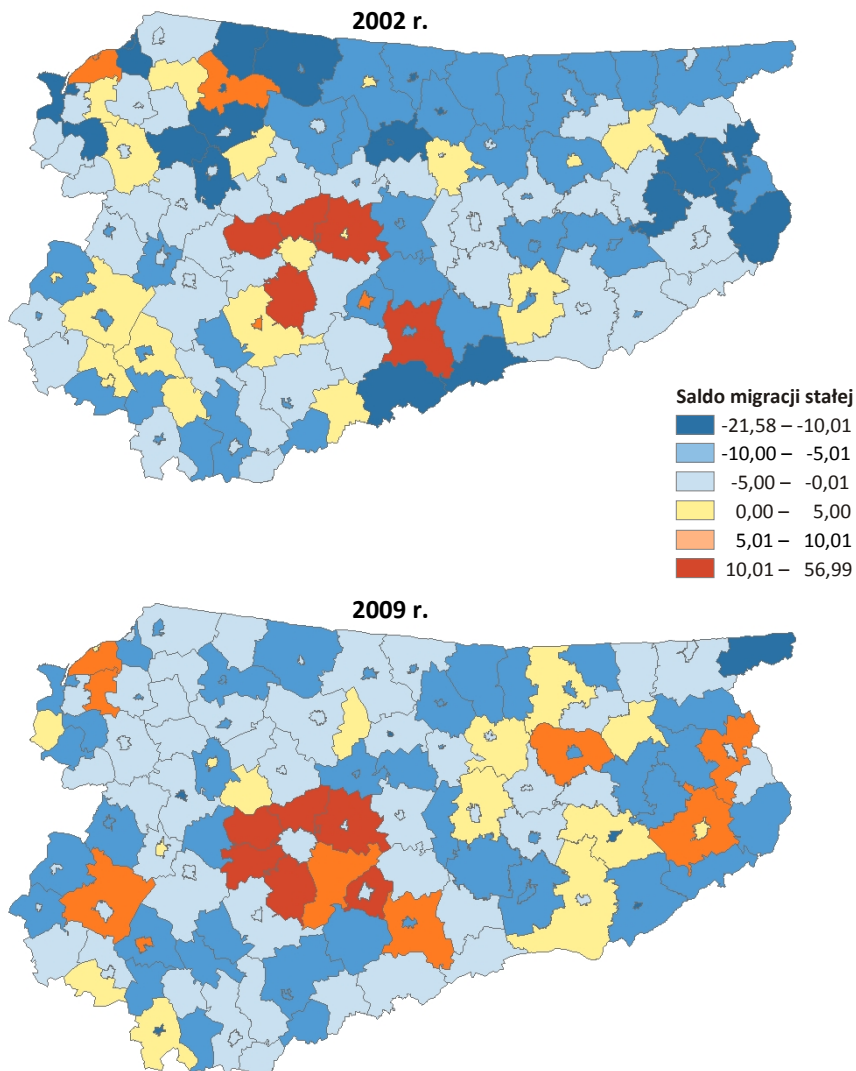 2002 r.
Saldo migracji stałej
-21,58 – -10,01
-10,00 – -5,01
-5,00 – -0,01
0,00 – 5,00
5,01 – 10,01
10,01 – 56,99
2009 r.